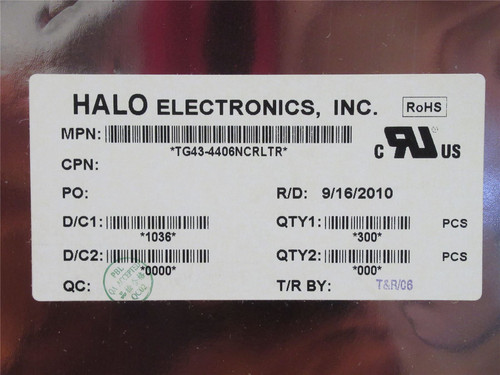 HALO ELECTRONICS, INC. RoHS
MPN:
*TG43-4406NCRLTR*
C RU US
CPN:
PO: R/D: 9/16/2010
D/C1: QTY1: PCS
*1036* *300*
D/C2: QTY2: PCS
*0000* *000*
QC: T/R BY: T&R/06